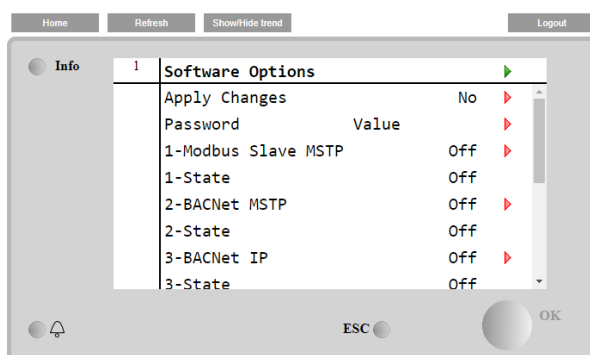 Home Refresh Show/Hide trend Logout
Info 1 Software Options
Apply Changes No
Password Value
1-Modbus Slave MSTP Off
1-State Off
2-BACNet MSTP Off
2-State Off
3-BACNet IP Off
3-State Off
ESC OK